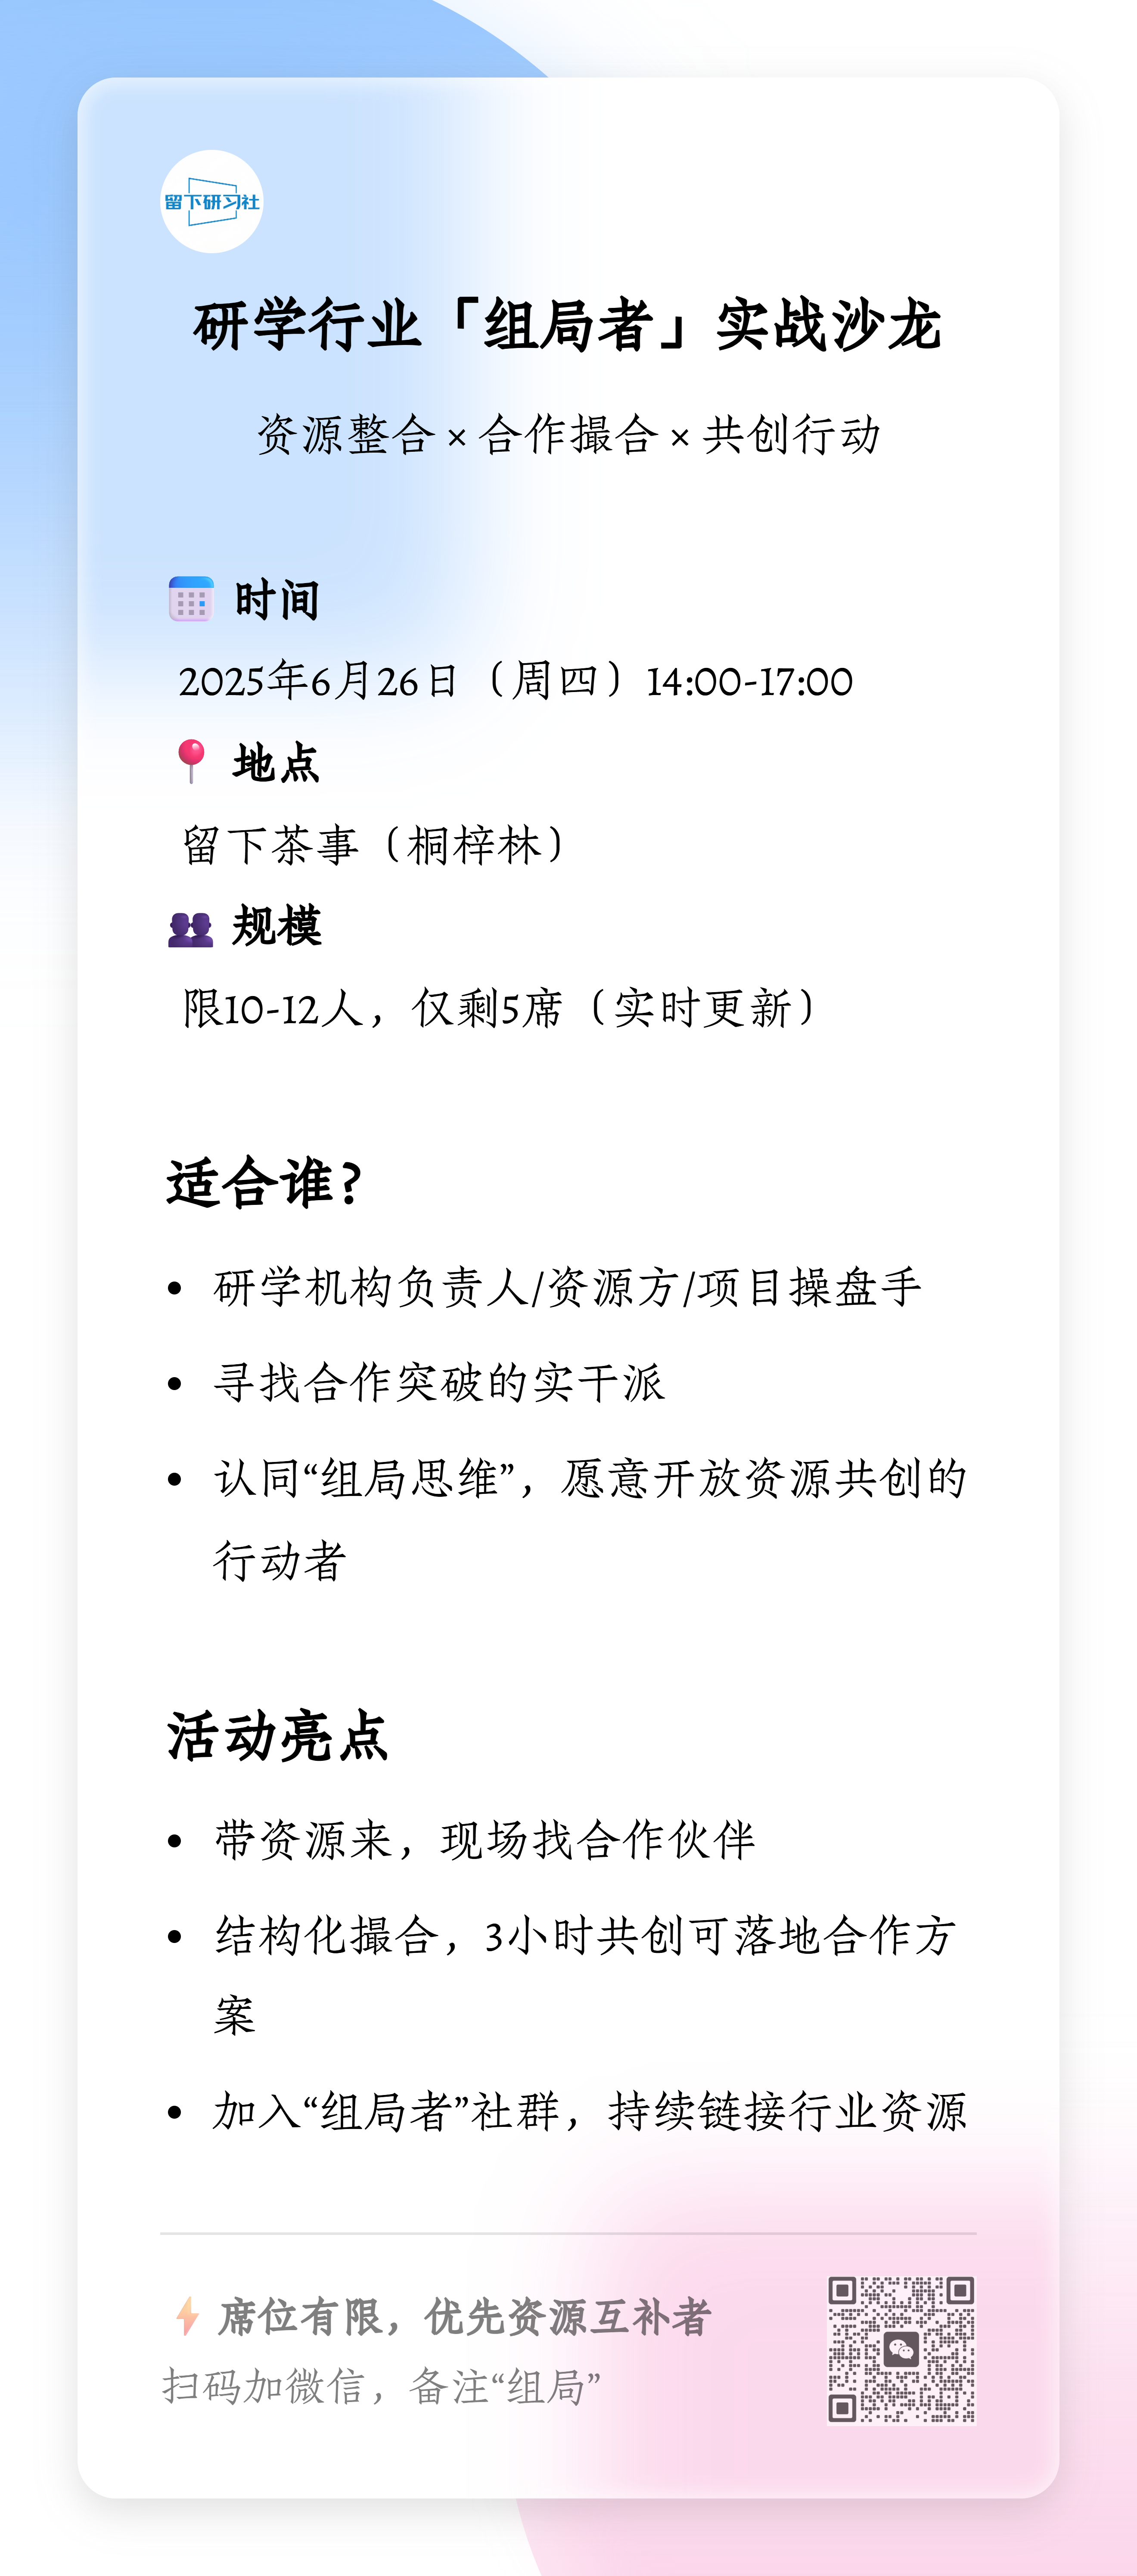 留下研习社
研学行业「组局者」实战沙龙
资源整合 × 合作撮合 × 共创行动
时间
2025年6月26日（周四）14:00-17:00
地点
留下茶事（桐梓林）
规模
限10-12人，仅剩5席（实时更新）
适合谁？
• 研学机构负责人/资源方/项目操盘手
• 寻找合作突破的实干派
• 认同“组局思维”，愿意开放资源共创的
行动者
活动亮点
• 带资源来，现场找合作伙伴
• 结构化撮合，3小时共创可落地合作方
案
• 加入“组局者”社群，持续链接行业资源
席位有限，优先资源互补者
扫码加微信，备注“组局”